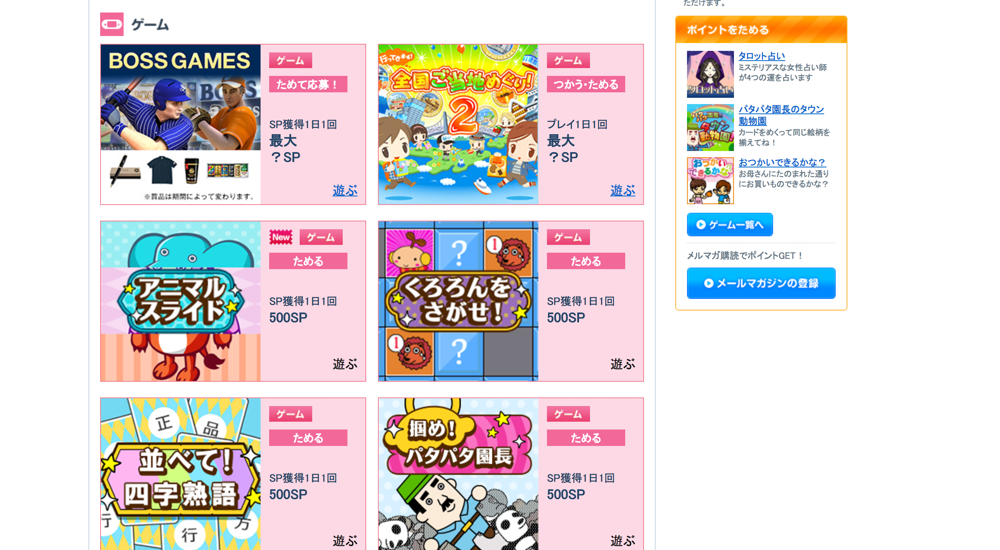 ただけます。
ゲーム
BOSS GAMES
BOSS
※賞品は期間によって変わります。
ゲーム
ためて応募！
SP獲得1日1回
最大
？SP
遊ぶ
行ってきます!
全国ご当地めぐり!
2
ゲーム
つかう・ためる
プレイ1日1回
最大
？SP
遊ぶ
アニマル
スライド
New
ゲーム
ためる
SP獲得1日1回
500SP
遊ぶ
?
1
くろろんを
さがせ!
1
?
ゲーム
ためる
SP獲得1日1回
500SP
遊ぶ
正
品
並べて!
四字熟語
行
行
方
ゲーム
ためる
SP獲得1日1回
500SP
遊ぶ
掴め!
パタパタ園長
ゲーム
ためる
SP獲得1日1回
500SP
遊ぶ
ポイントをためる
タロット占い
タロット占い
ミステリアスな女性占い師
が4つの運を占います
パタパタ園長の
タウン
動物園!
パタパタ園長のタウン
動物園
カードをめくって同じ絵柄を
揃えてね！
おつかい
できるかな?
おつかいできるかな？
お母さんにたのまれた通り
にお買いものできるかな？
ゲーム一覧へ
メルマガ購読でポイントGET！
メールマガジンの登録